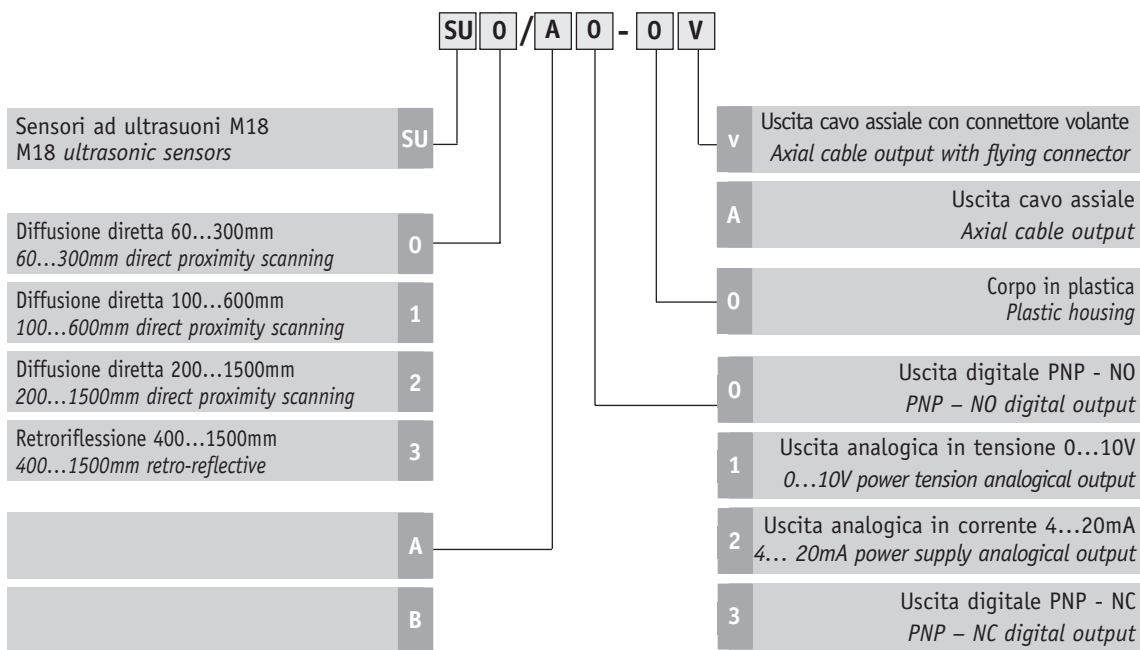 SU 0 / A 0 - 0 V
Sensori ad ultrasuoni M18
M18 ultrasonic sensors
SU
Diffusione diretta 60...300mm
60...300mm direct proximity scanning
0
Diffusione diretta 100...600mm
100...600mm direct proximity scanning
1
Diffusione diretta 200...1500mm
200...1500mm direct proximity scanning
2
Retroriflessione 400...1500mm
400...1500mm retro-reflective
3
A
B
v
Uscita cavo assiale con connettore volante
Axial cable output with flying connector
A
Uscita cavo assiale
Axial cable output
0
Corpo in plastica
Plastic housing
0
Uscita digitale PNP - NO
PNP – NO digital output
1
Uscita analogica in tensione 0...10V
0...10V power tension analogical output
2
Uscita analogica in corrente 4...20mA
4... 20mA power supply analogical output
3
Uscita digitale PNP - NC
PNP – NC digital output